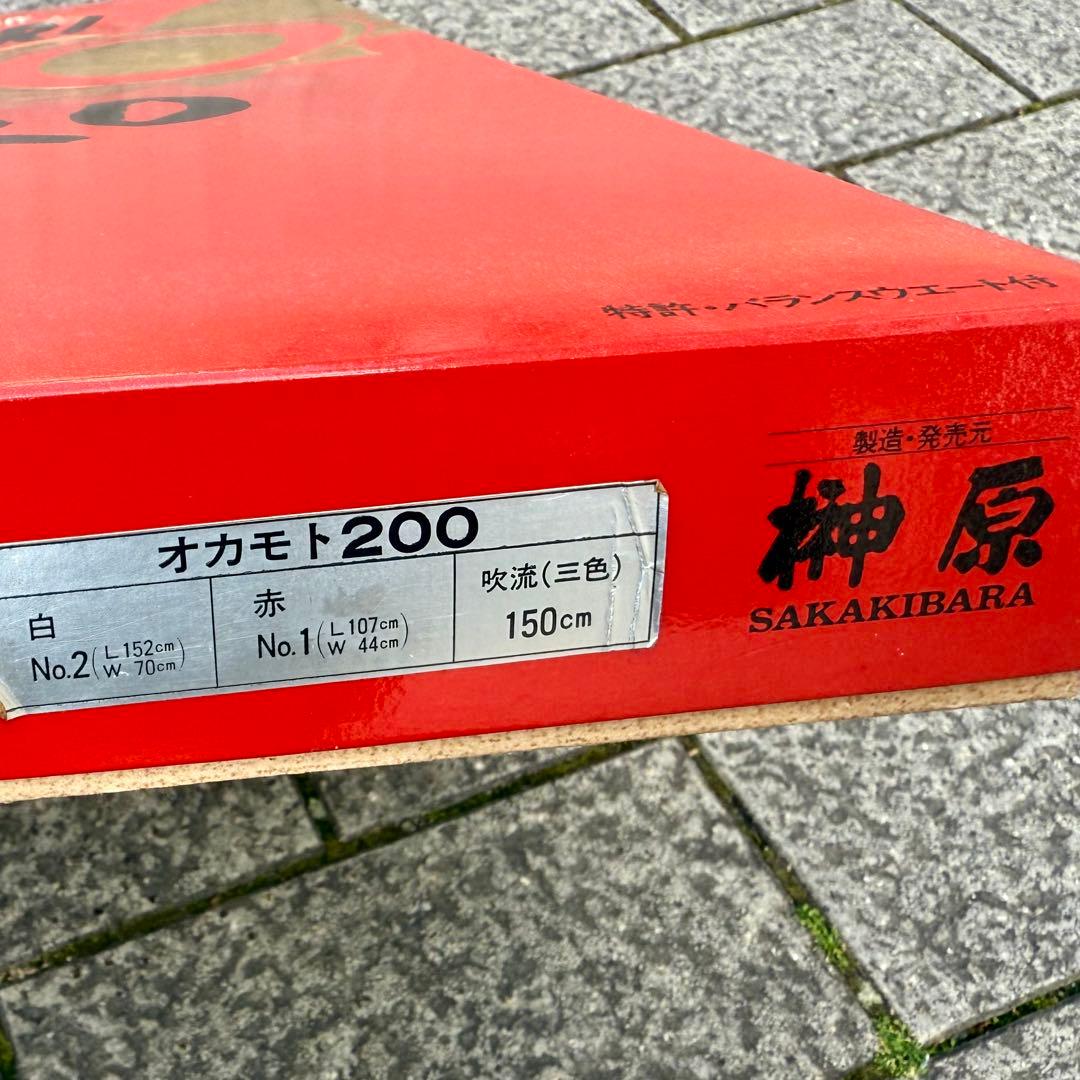 特許・バランスウエート付
製造・発売元
榊原
SAKAKIBARA
オカモト200
白
No.2(L152cm W 70cm)
赤
No.1(L107cm W 44cm)
吹流(三色)
150cm